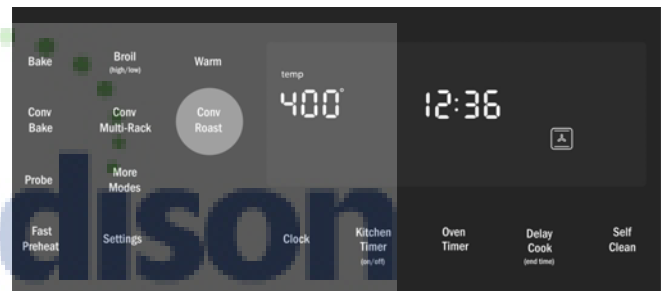 Bake
Broil
(high/low)
Warm
temp
400°
12:36
Conv
Bake
Conv
Multi-Rack
Conv
Roast
Probe
More
Modes
Fast
Preheat
Settings
Clock
Kitchen
Timer
(on/off)
Oven
Timer
Delay
Cook
(end time)
Self
Clean
dison